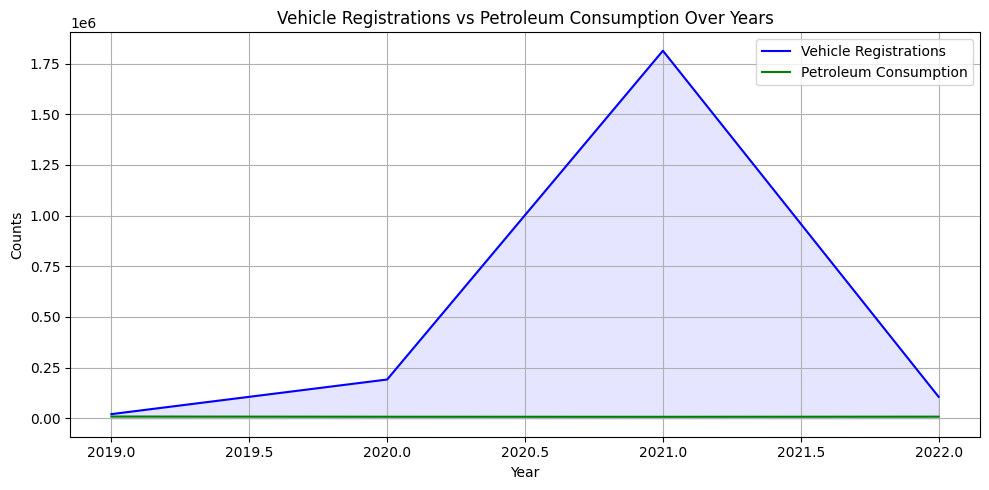 Vehicle Registrations vs Petroleum Consumption Over Years
1e6
Vehicle Registrations
Petroleum Consumption
1.75
1.50
1.25
1.00
0.75
0.50
0.25
0.00
Counts
2019.0 2019.5 2020.0 2020.5 2021.0 2021.5 2022.0
Year